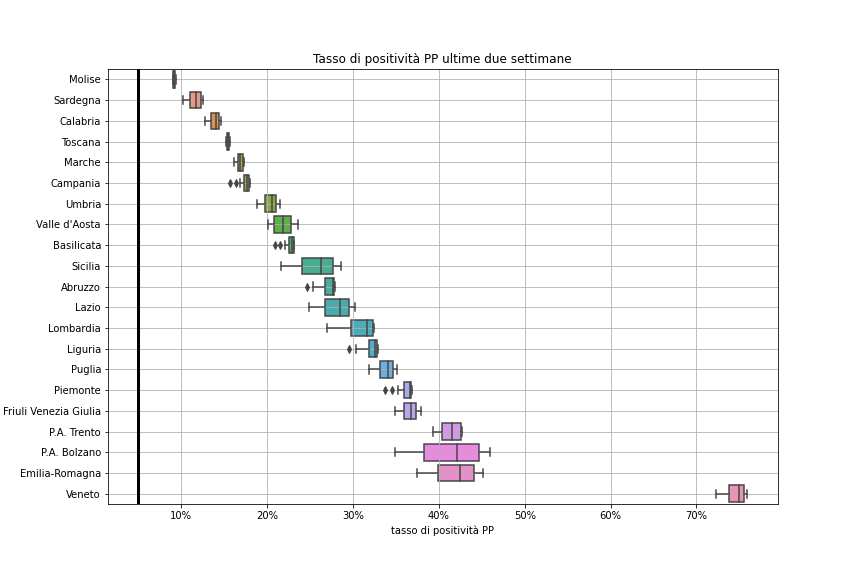 Tasso di positività PP ultime due settimane
Molise
Sardegna
Calabria
Toscana
Marche
Campania
Umbria
Valle d'Aosta
Basilicata
Sicilia
Abruzzo
Lazio
Lombardia
Liguria
Puglia
Piemonte
Friuli Venezia Giulia
P.A. Trento
P.A. Bolzano
Emilia-Romagna
Veneto
10% 20% 30% 40% 50% 60% 70%
tasso di positività PP